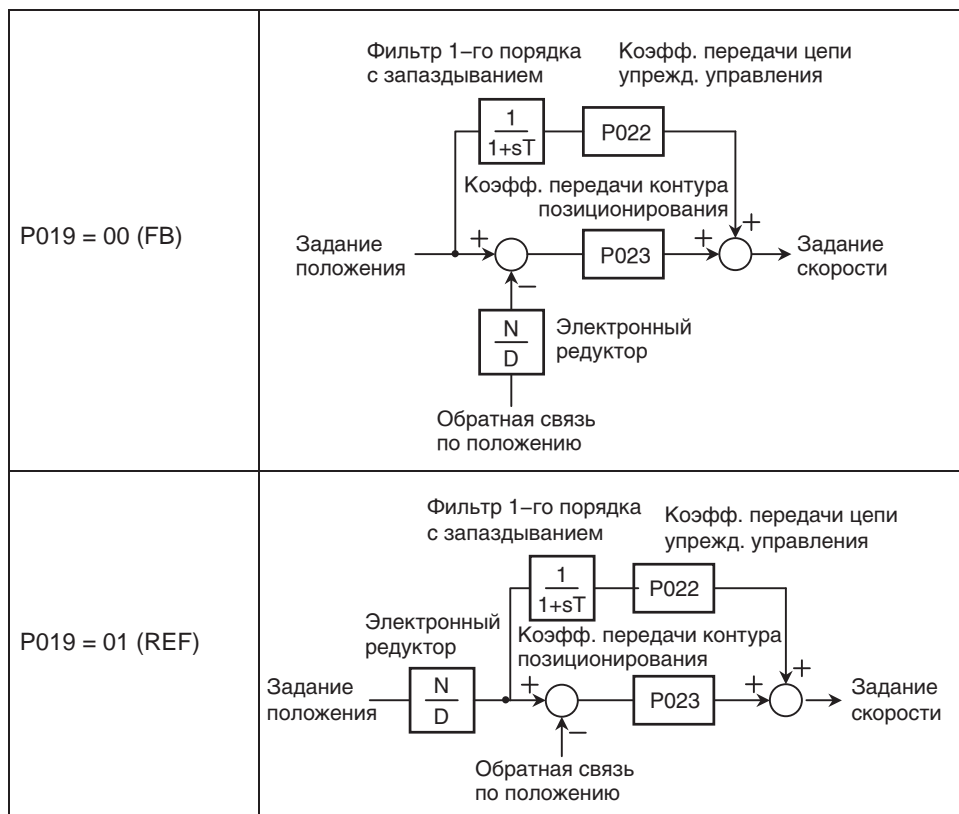 P019 = 00 (FB)
Фильтр 1–го порядка
с запаздыванием
Коэфф. передачи цепи
упрежд. управления
1
1+sT
P022
Коэфф. передачи контура
позиционирования
+
Задание
положения
+
P023
+
Задание
скорости
–
N
D
Электронный
редуктор
Обратная связь
по положению
P019 = 01 (REF)
Фильтр 1–го порядка
с запаздыванием
Коэфф. передачи цепи
упрежд. управления
1
1+sT
P022
Электронный
редуктор
Коэфф. передачи контура
позиционирования
+
Задание
положения
N
D
+
P023
+
Задание
скорости
–
Обратная связь
по положению